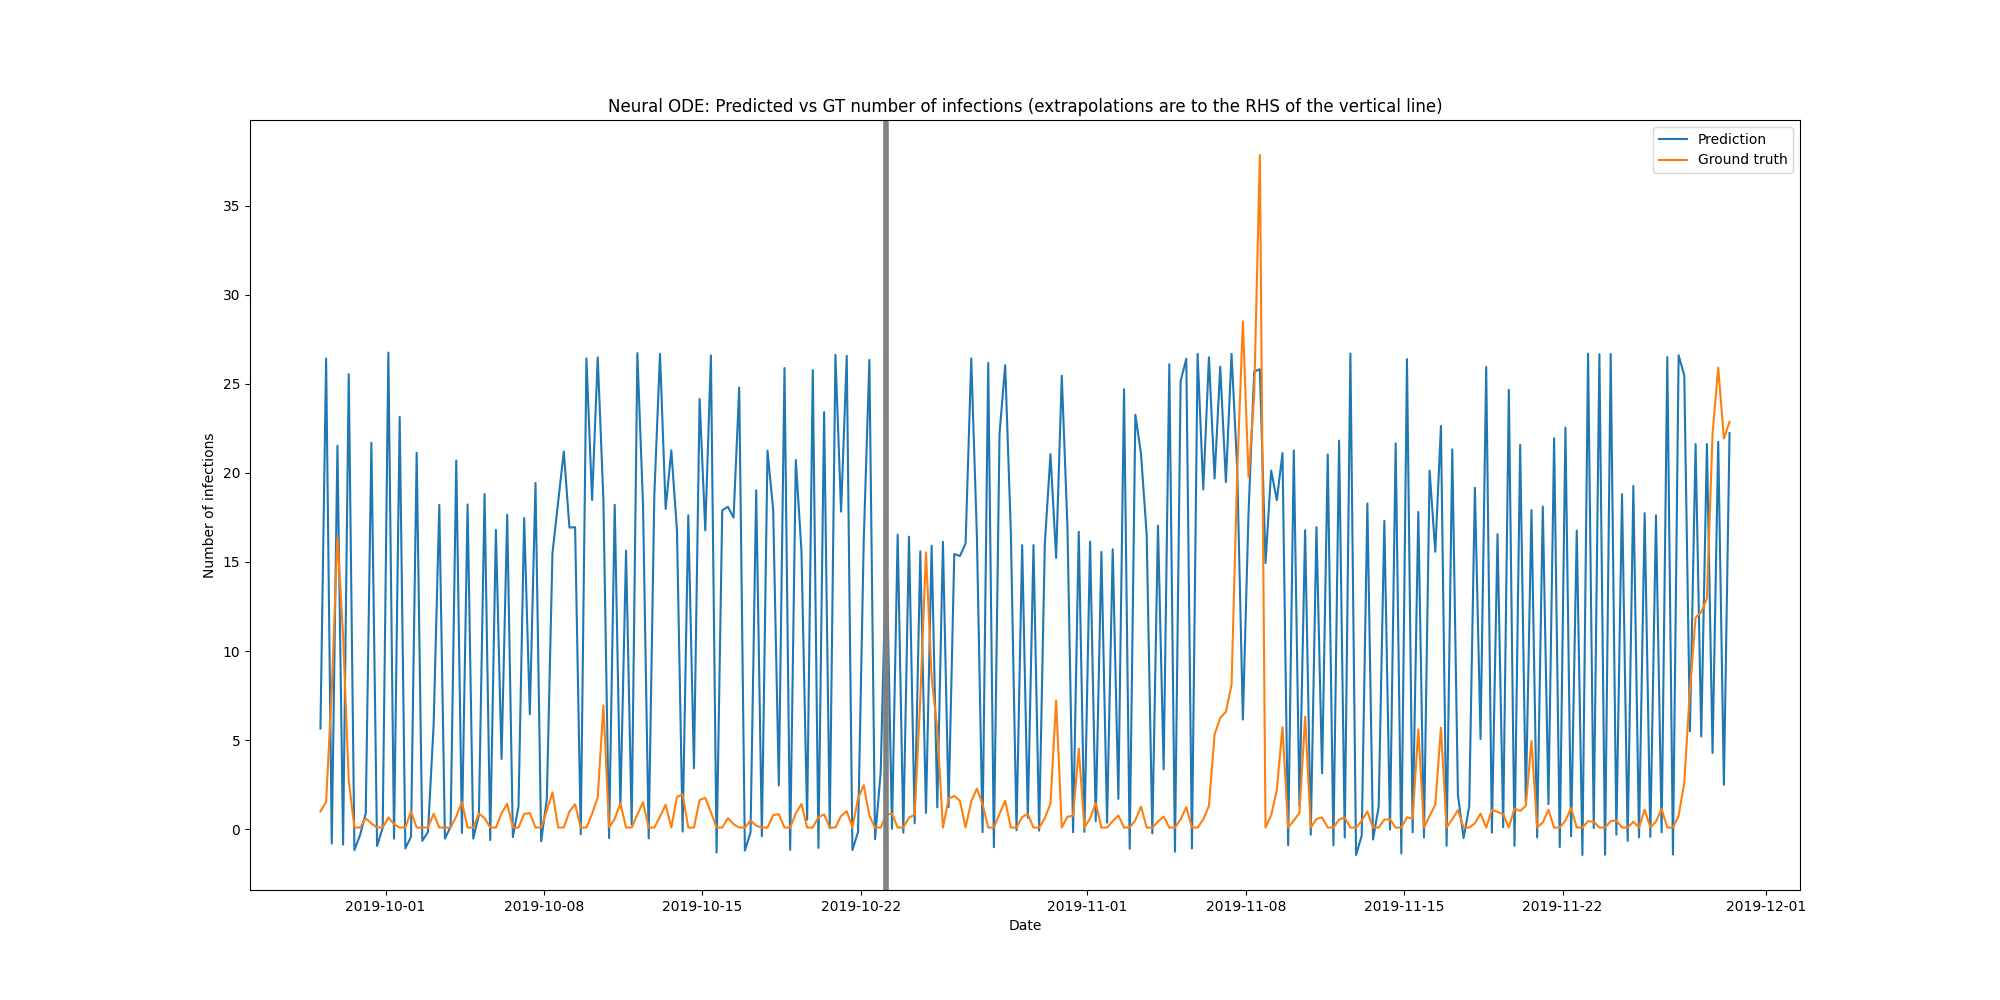 Neural ODE: Predicted vs GT number of infections (extrapolations are to the RHS of the vertical line)
Prediction
Ground truth
Number of infections
35
30
25
20
15
10
5
0
2019-10-01 2019-10-08 2019-10-15 2019-10-22 2019-11-01 2019-11-08 2019-11-15 2019-11-22 2019-12-01
Date